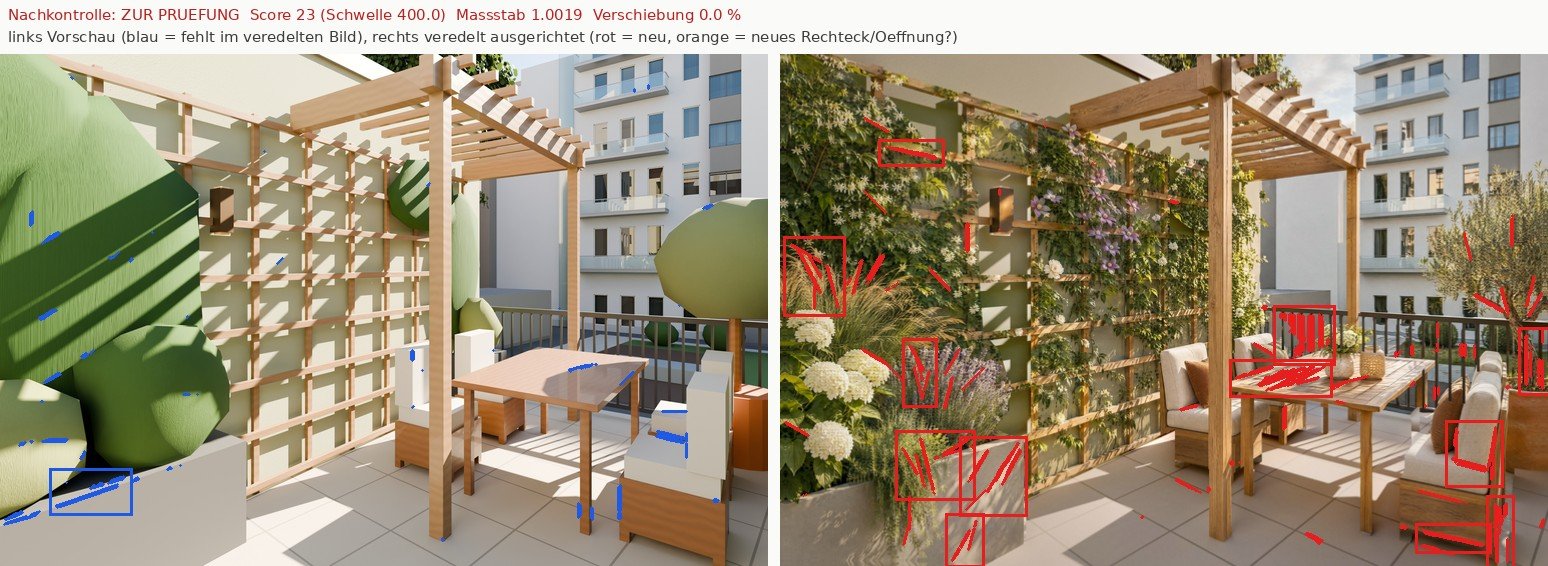 Nachkontrolle: ZUR PRUEFUNG  Score 23 (Schwelle 400.0)  Massstab 1.0019  Verschiebung 0.0 %
links Vorschau (blau = fehlt im veredelten Bild), rechts veredelt ausgerichtet (rot = neu, orange = neues Rechteck/Oeffnung?)